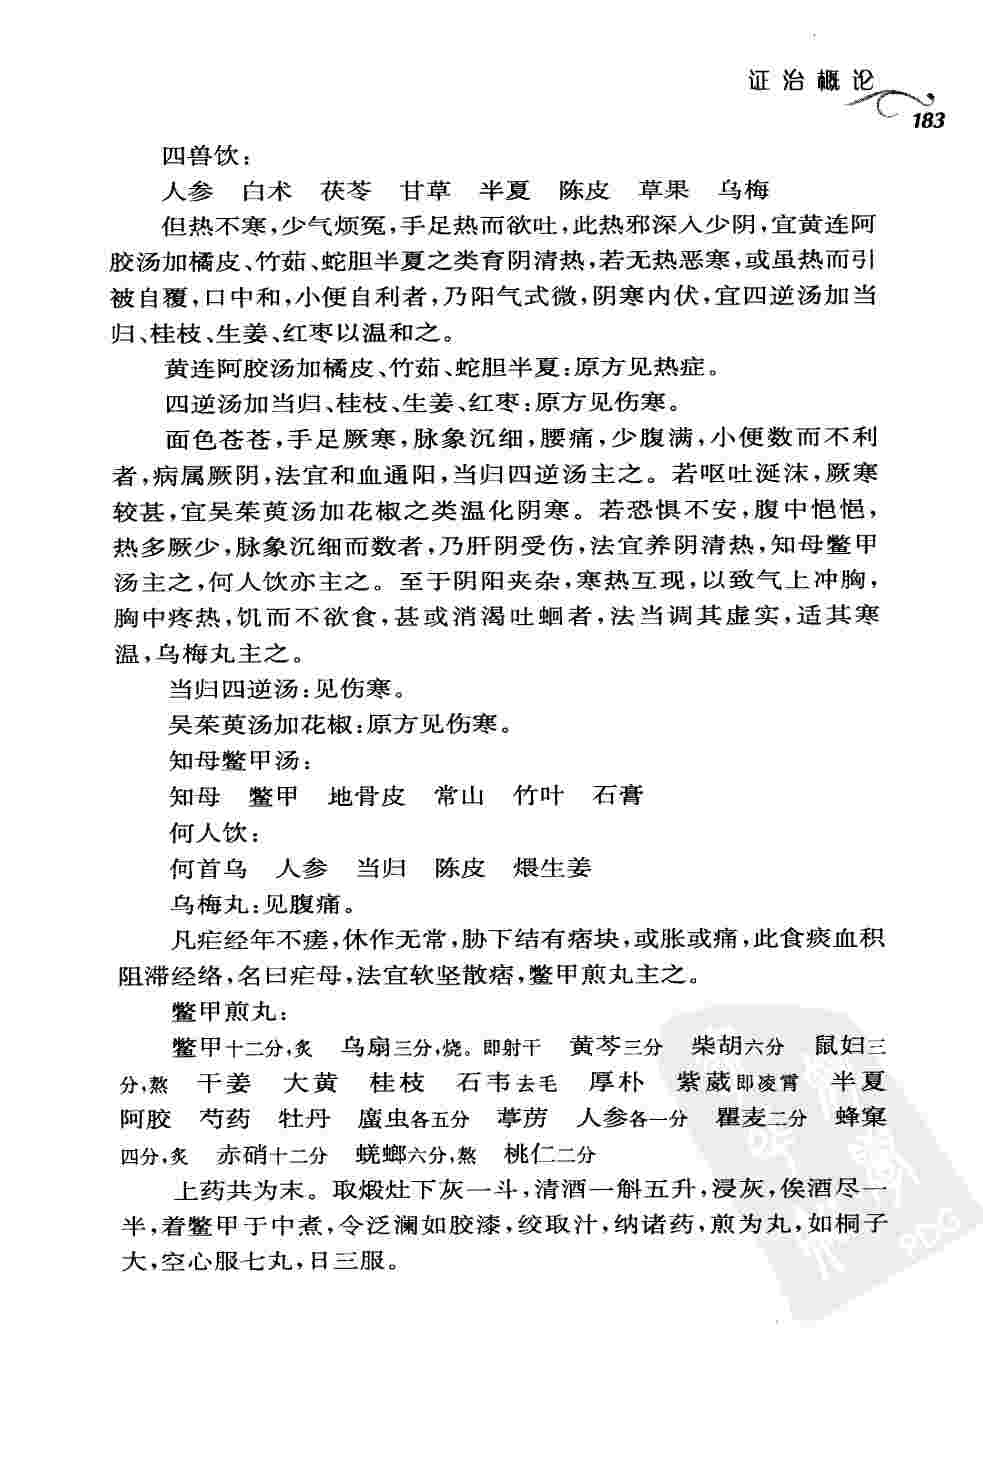 证治概论
183
四兽饮：
人参　白术　茯苓　甘草　半夏　陈皮　草果　乌梅
但热不寒，少气烦冤，手足热而欲吐，此热邪深入少阴，宜黄连阿
胶汤加橘皮、竹茹、蛇胆半夏之类育阴清热，若无热恶寒，或虽热而引
被自覆，口中和，小便自利者，乃阳气式微，阴寒内伏，宜四逆汤加当
归、桂枝、生姜、红枣以温和之。
黄连阿胶汤加橘皮、竹茹、蛇胆半夏：原方见热症。
四逆汤加当归、桂枝、生姜、红枣：原方见伤寒。
面色苍苍，手足厥寒，脉象沉细，腰痛，少腹满，小便数而不利
者，病属厥阴，法宜和血通阳，当归四逆汤主之。若呕吐涎沫，厥寒
较甚，宜吴茱萸汤加花椒之类温化阴寒。若恐惧不安，腹中悒悒，
热多厥少，脉象沉细而数者，乃肝阴受伤，法宜养阴清热，知母鳖甲
汤主之，何人饮亦主之。至于阴阳夹杂，寒热互现，以致气上冲胸，
胸中疼热，饥而不欲食，甚或消渴吐蛔者，法当调其虚实，适其寒
温，乌梅丸主之。
当归四逆汤：见伤寒。
吴茱萸汤加花椒：原方见伤寒。
知母鳖甲汤：
知母　鳖甲　地骨皮　常山　竹叶　石膏
何人饮：
何首乌　人参　当归　陈皮　煨生姜
乌梅丸：见腹痛。
凡疟经年不瘥，休作无常，胁下结有痞块，或胀或痛，此食痰血积
阻滞经络，名曰疟母，法宜软坚散痞，鳖甲煎丸主之。
鳖甲煎丸：
鳖甲十二分，炙　乌扇三分，烧。即射干　黄芩三分　柴胡六分　鼠妇三
分，熬　干姜　大黄　桂枝　石韦去毛　厚朴　紫葳即凌霄　半夏
阿胶　芍药　牡丹　䗪虫各五分　葶苈　人参各一分　瞿麦二分　蜂窠
四分，炙　赤硝十二分　蜣螂六分，熬　桃仁二分
上药共为末。取煅灶下灰一斗，清酒一斛五升，浸灰，俟酒尽一
半，着鳖甲于中煮，令泛澜如胶漆，绞取汁，纳诸药，煎为丸，如桐子
大，空心服七丸，日三服。
PDG